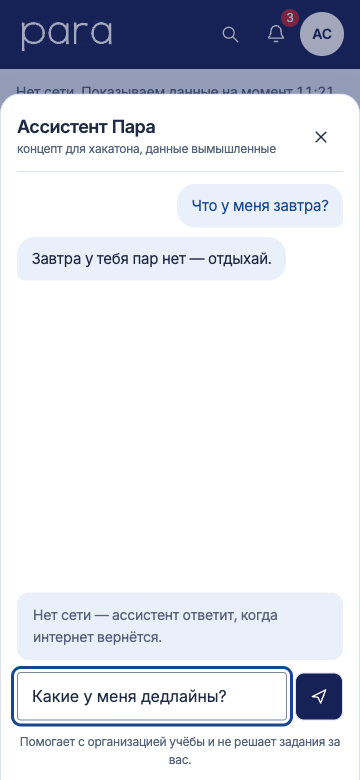 para
3
AC
Нет сети. Показываем данные на момент 11:21
Ассистент Пара
концепт для хакатона, данные вымышленные
Что у меня завтра?
Завтра у тебя пар нет — отдыхай.
Нет сети — ассистент ответит, когда
интернет вернётся.
Какие у меня дедлайны?
Помогает с организацией учёбы и не решает задания за
вас.